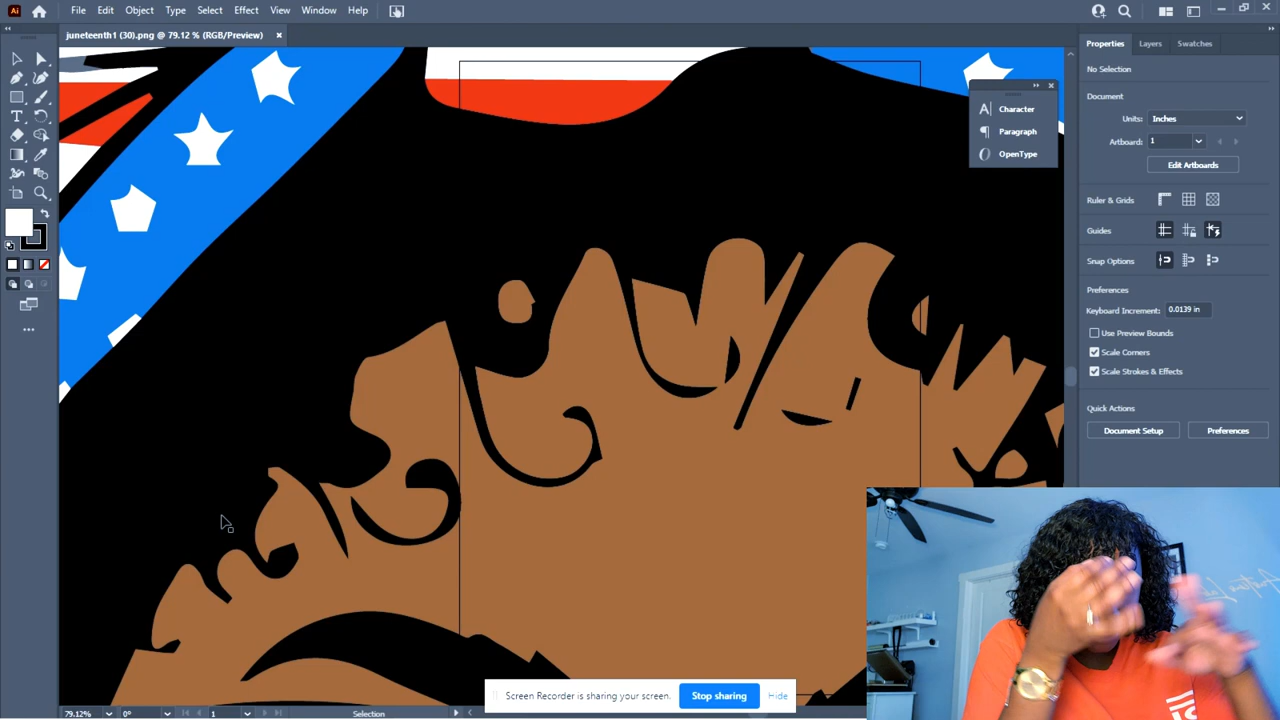 Ai File Edit Object Type Select Effect View Window Help
juneteenth1 (30).png @ 79.12 % (RGB/Preview) ×
Properties Layers Swatches
No Selection
Document
Character
Units: Inches
Paragraph
Artboard: 1
OpenType
Edit Artboards
Ruler & Grids
Guides
Snap Options
Preferences
Keyboard Increment: 0.0139 in
Use Preview Bounds
Scale Corners
Scale Strokes & Effects
Quick Actions
Document Setup Preferences
Screen Recorder is sharing your screen. Stop sharing Hide
79.12% 0° 1 Selection